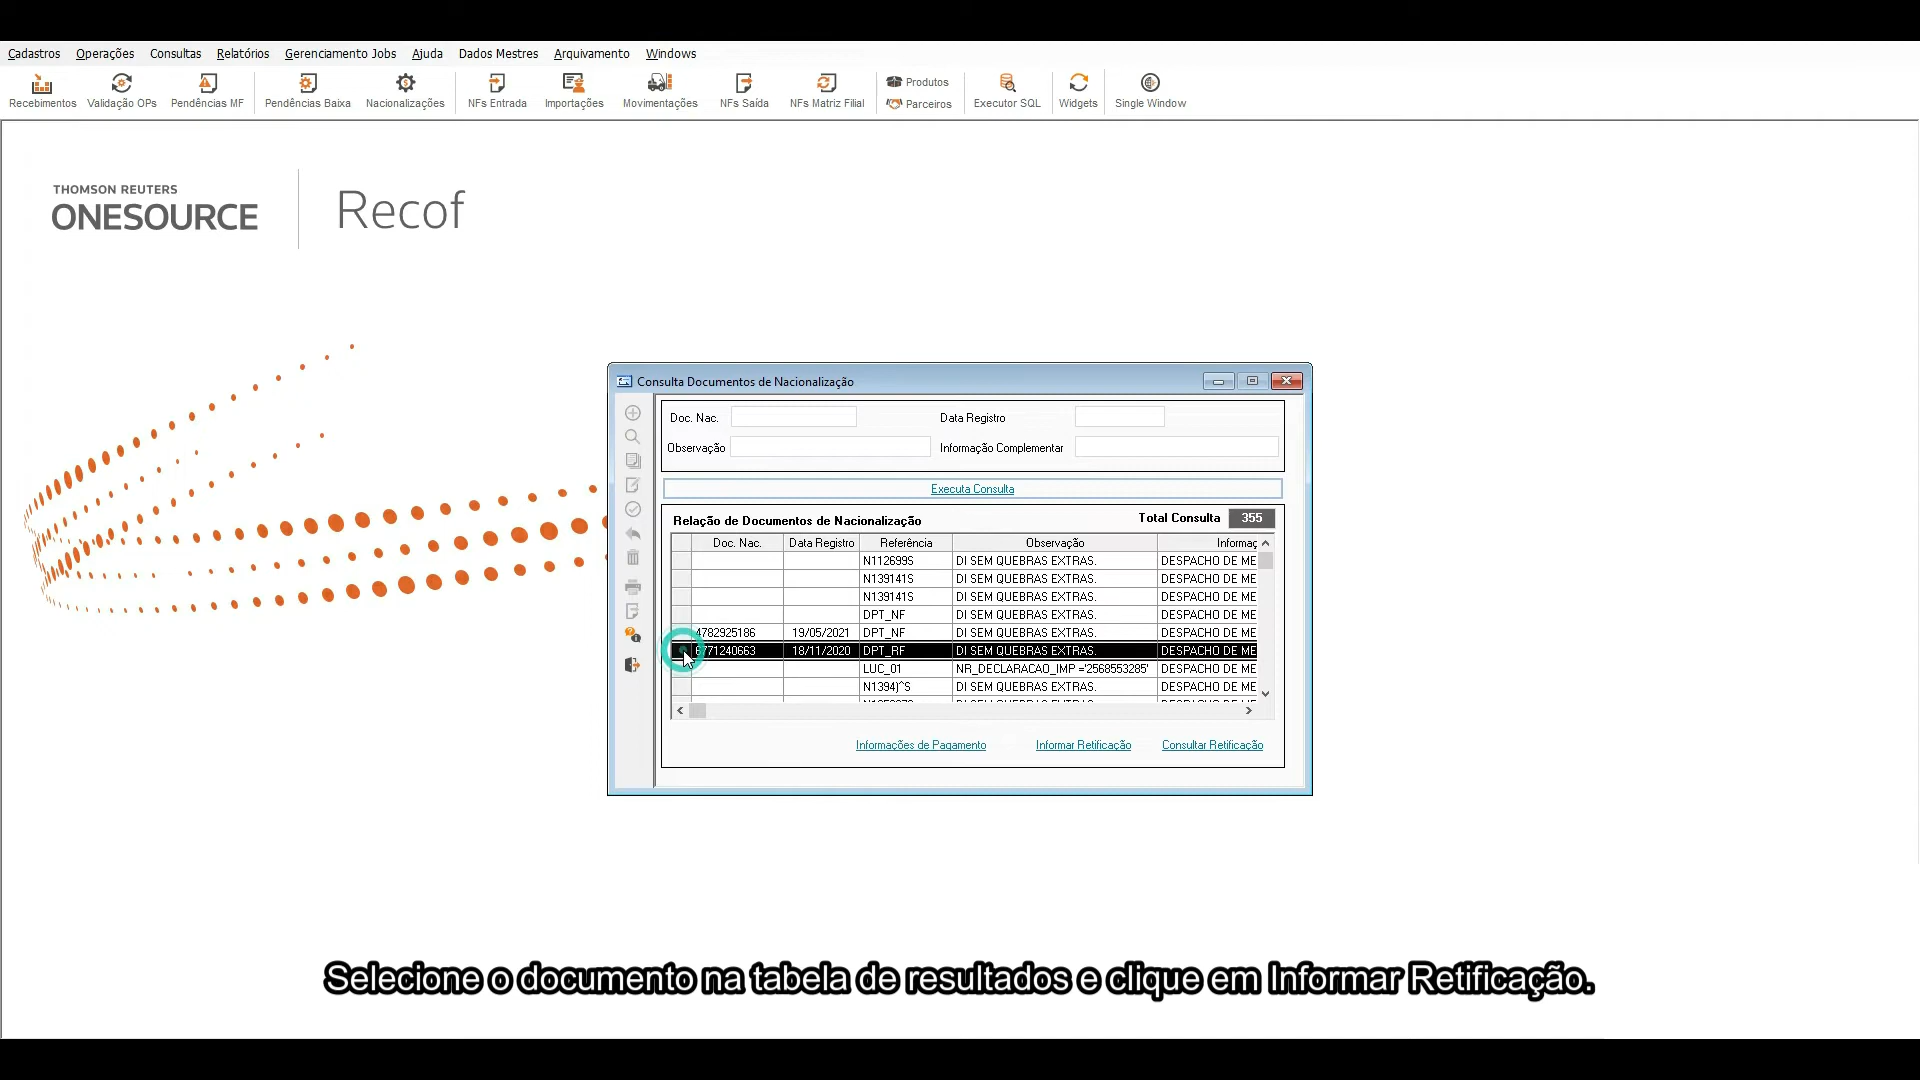 Cadastros Operações Consultas Relatórios Gerenciamento Jobs Ajuda Dados Mestres Arquivamento Windows
Recebimentos Validação OPs Pendências MF Pendências Baixa Nacionalizações NFs Entrada Importações Movimentações NFs Saída NFs Matriz Filial Produtos Parceiros Executor SQL Widgets Single Window
THOMSON REUTERS
ONESOURCE
Recof
Consulta Documentos de Nacionalização
Doc. Nac. Data Registro
Observação Informação Complementar
Executa Consulta
Relação de Documentos de Nacionalização Total Consulta 355
Doc. Nac. Data Registro Referência Observação Informaç
N112699S DI SEM QUEBRAS EXTRAS. DESPACHO DE ME
N139141S DI SEM QUEBRAS EXTRAS. DESPACHO DE ME
N139141S DI SEM QUEBRAS EXTRAS. DESPACHO DE ME
DPT_NF DI SEM QUEBRAS EXTRAS. DESPACHO DE ME
4782925186 19/05/2021 DPT_NF DI SEM QUEBRAS EXTRAS. DESPACHO DE ME
18/11/2020 DPT_RF DI SEM QUEBRAS EXTRAS. DESPACHO DE ME
LUC_01 NR_DECLARACAO_IMP ='2568553285' DESPACHO DE ME
N1394)^S DI SEM QUEBRAS EXTRAS. DESPACHO DE ME
Informações de Pagamento Informar Retificação Consultar Retificação
Selecione o documento na tabela de resultados e clique em Informar Retificação.